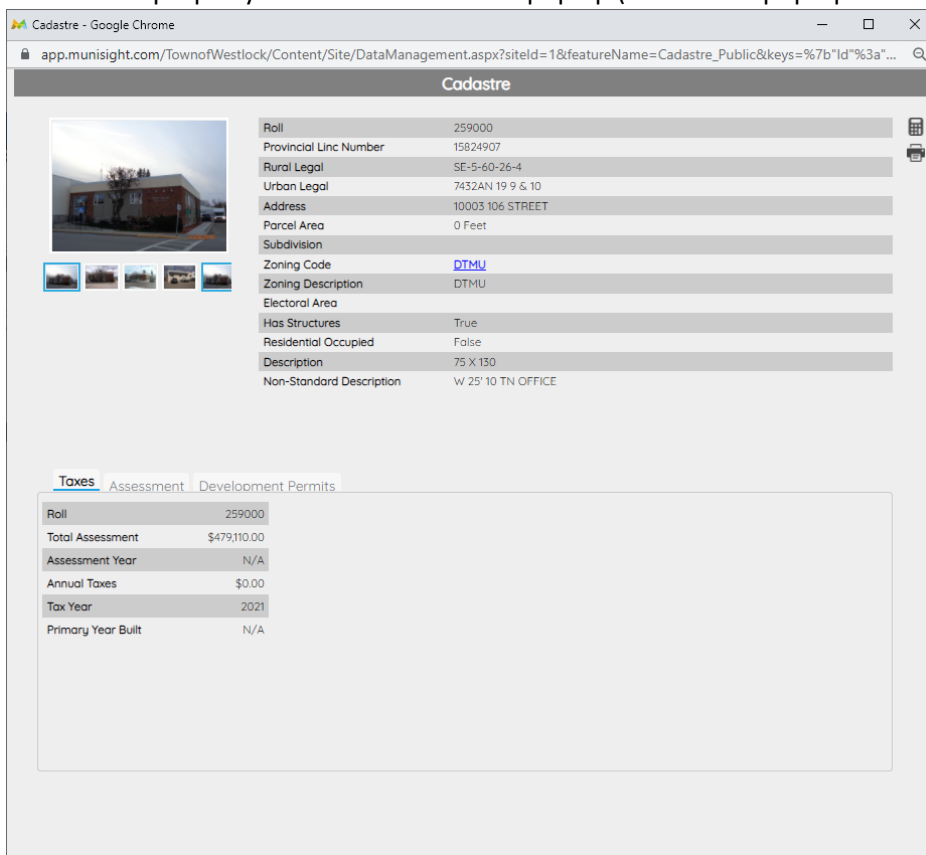 Cadastre - Google Chrome
app.munisight.com/TownofWestlock/Content/Site/DataManagement.aspx?siteId=1&featureName=Cadastre_Public&keys=%7b"Id"%3a"...
Cadastre
Roll 259000
Provincial Linc Number 15824907
Rural Legal SE-5-60-26-4
Urban Legal 7432AN 19 9 & 10
Address 10003 106 STREET
Parcel Area 0 Feet
Subdivision
Zoning Code DTMU
Zoning Description DTMU
Electoral Area
Has Structures True
Residential Occupied False
Description 75 X 130
Non-Standard Description W 25' 10 TN OFFICE
Taxes Assessment Development Permits
Roll 259000
Total Assessment $479,110.00
Assessment Year N/A
Annual Taxes $0.00
Tax Year 2021
Primary Year Built N/A